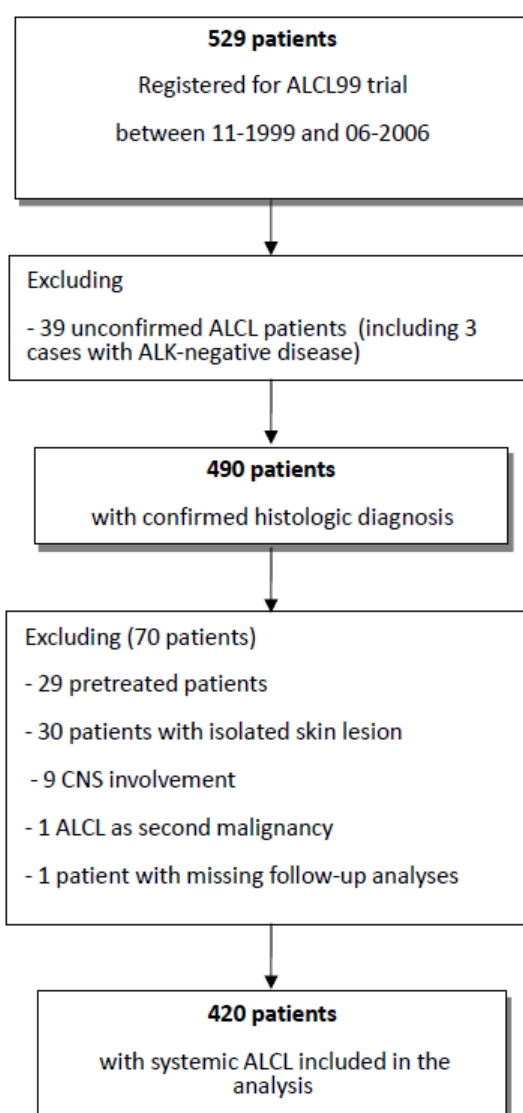 529 patients
Registered for ALCL99 trial
between 11-1999 and 06-2006
Excluding
- 39 unconfirmed ALCL patients (including 3
cases with ALK-negative disease)
490 patients
with confirmed histologic diagnosis
Excluding (70 patients)
- 29 pretreated patients
- 30 patients with isolated skin lesion
- 9 CNS involvement
- 1 ALCL as second malignancy
- 1 patient with missing follow-up analyses
420 patients
with systemic ALCL included in the
analysis